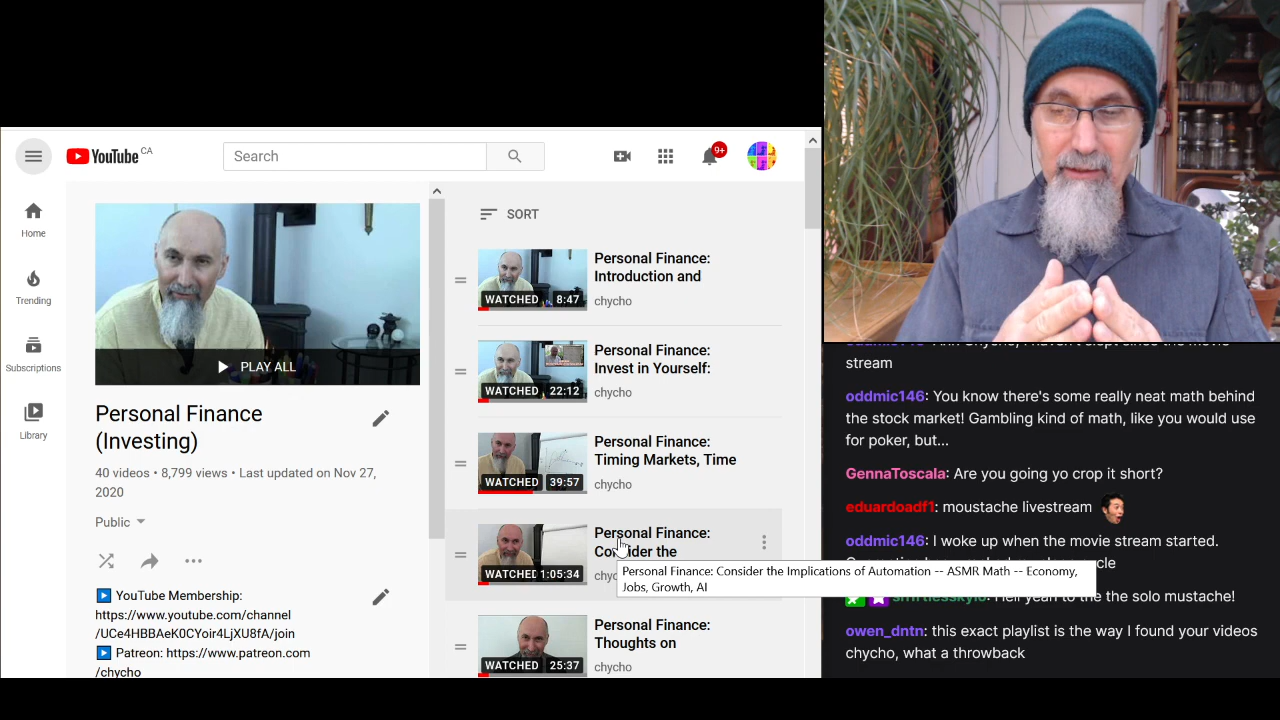 YouTube CA
Search
9+
Home
Trending
Subscriptions
Library
PLAY ALL
Personal Finance
(Investing)
40 videos • 8,799 views • Last updated on Nov 27,
2020
Public
YouTube Membership:
https://www.youtube.com/channel
/UCe4HBBAeK0CYoir4LjXU8fA/join
Patreon: https://www.patreon.com
/chycho
SORT
WATCHED 8:47
Personal Finance:
Introduction and
chycho
WATCHED 22:12
Personal Finance:
Invest in Yourself:
chycho
WATCHED 39:57
Personal Finance:
Timing Markets, Time
chycho
WATCHED 1:05:34
Personal Finance:
Consider the
Personal Finance: Consider the Implications of Automation -- ASMR Math -- Economy,
Jobs, Growth, AI
WATCHED 25:37
Personal Finance:
Thoughts on
chycho
stream
oddmic146: You know there's some really neat math behind
the stock market! Gambling kind of math, like you would use
for poker, but...
GennaToscala: Are you going yo crop it short?
eduardoadf1: moustache livestream
oddmic146: I woke up when the movie stream started.
the the solo mustache!
owen_dntn: this exact playlist is the way I found your videos
chycho, what a throwback